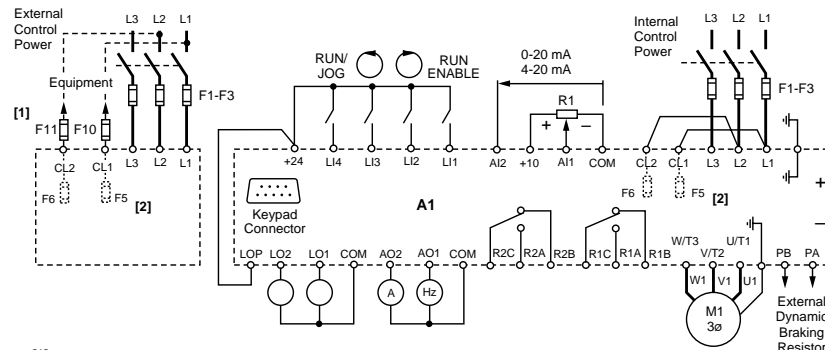 External
Control
Power
L3 L2 L1
Equipment
[1]
F11 F10
F1-F3
CL2 CL1 L3 L2 L1
F6 F5 [2]
RUN/
JOG
RUN
ENABLE
0-20 mA
4-20 mA
R1
+ –
Internal
Control
Power
L3 L2 L1
F1-F3
+24 LI4 LI3 LI2 LI1 AI2 +10 AI1 COM CL2 CL1 L3 L2 L1
F6 F5 [2]
Keypad
Connector
A1
+
–
LOP LO2 LO1 COM AO2 AO1 COM R2C R2A R2B R1C R1A R1B W/T3 V/T2 U/T1 PB PA
A Hz
W1 V1 U1
M1
3ø
External
Dynamic
Braking
Resistor